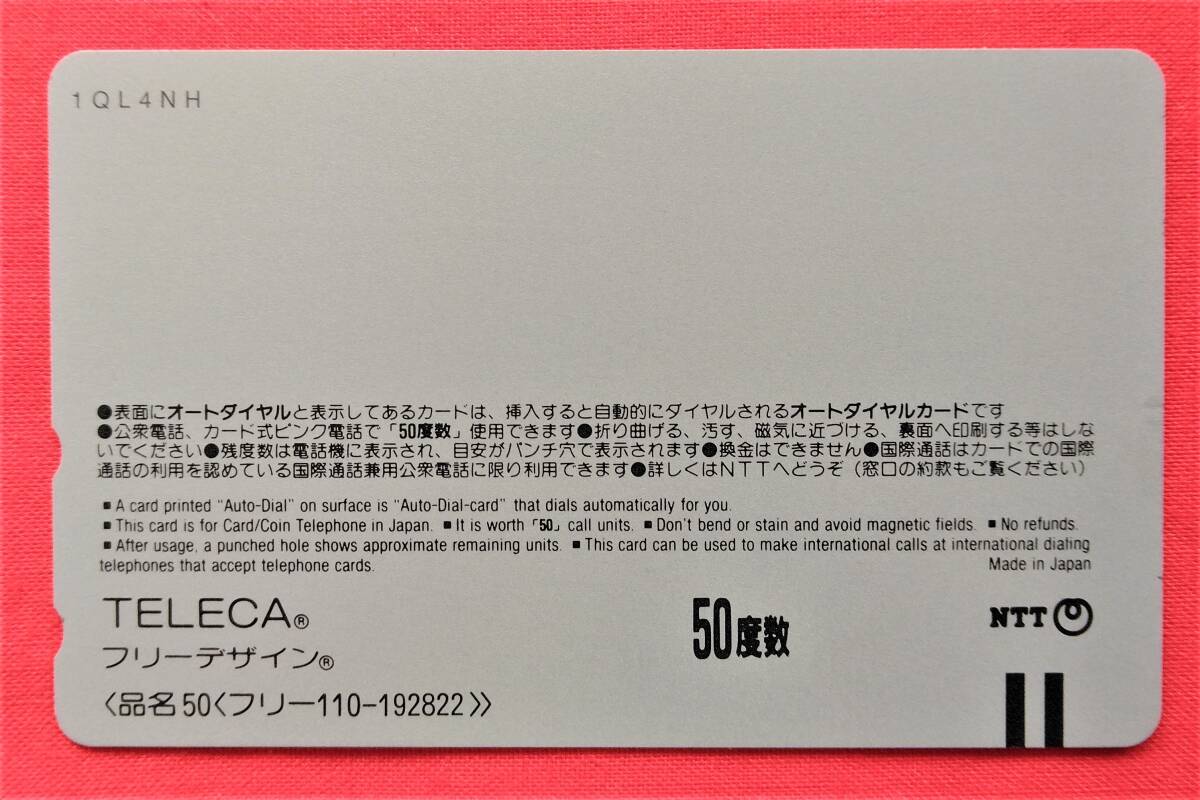 1QL4NH
●表面にオートダイヤルと表示してあるカードは、挿入すると自動的にダイヤルされるオートダイヤルカードです
●公衆電話、カード式ピンク電話で「50度数」使用できます●折り曲げる、汚す、磁気に近づける、裏面へ印刷する等はしな
いでください●残度数は電話機に表示され、目安がパンチ穴で表示されます●換金はできません●国際通話はカードでの国際
通話の利用を認めている国際通話兼用公衆電話に限り利用できます●詳しくはNTTへどうぞ(窓口の約款もご覧ください)
■ A card printed "Auto-Dial" on surface is "Auto-Dial-card" that dials automatically for you.
■ This card is for Card/Coin Telephone in Japan. ■ It is worth「50」call units. ■ Don't bend or stain and avoid magnetic fields. ■ No refunds.
■ After usage, a punched hole shows approximate remaining units. ■ This card can be used to make international calls at international dialing
telephones that accept telephone cards. Made in Japan
TELECA®
フリーデザイン®
〈品名50〈フリー110-192822〉〉
50度数
NTT